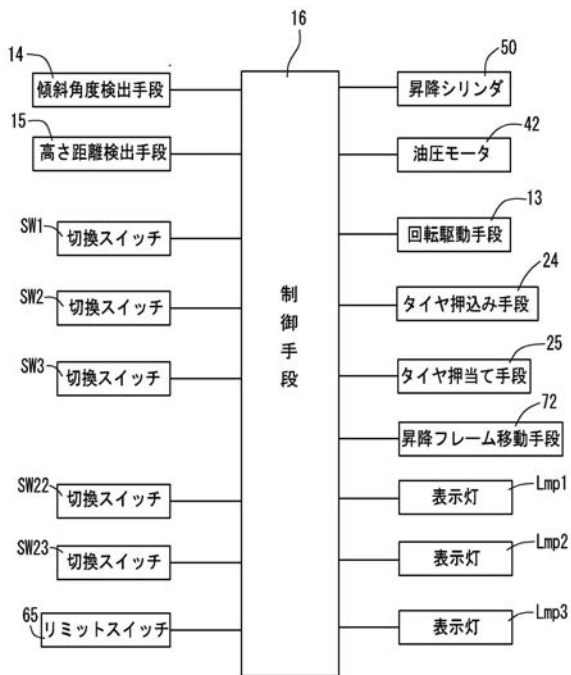 16
14
傾斜角度検出手段
15
高さ距離検出手段
SW1
切換スイッチ
SW2
切換スイッチ
SW3
切換スイッチ
SW22
切換スイッチ
SW23
切換スイッチ
65
リミットスイッチ
制御手段
50
昇降シリンダ
42
油圧モータ
13
回転駆動手段
24
タイヤ押込み手段
25
タイヤ押当て手段
72
昇降フレーム移動手段
Lmp1
表示灯
Lmp2
表示灯
Lmp3
表示灯